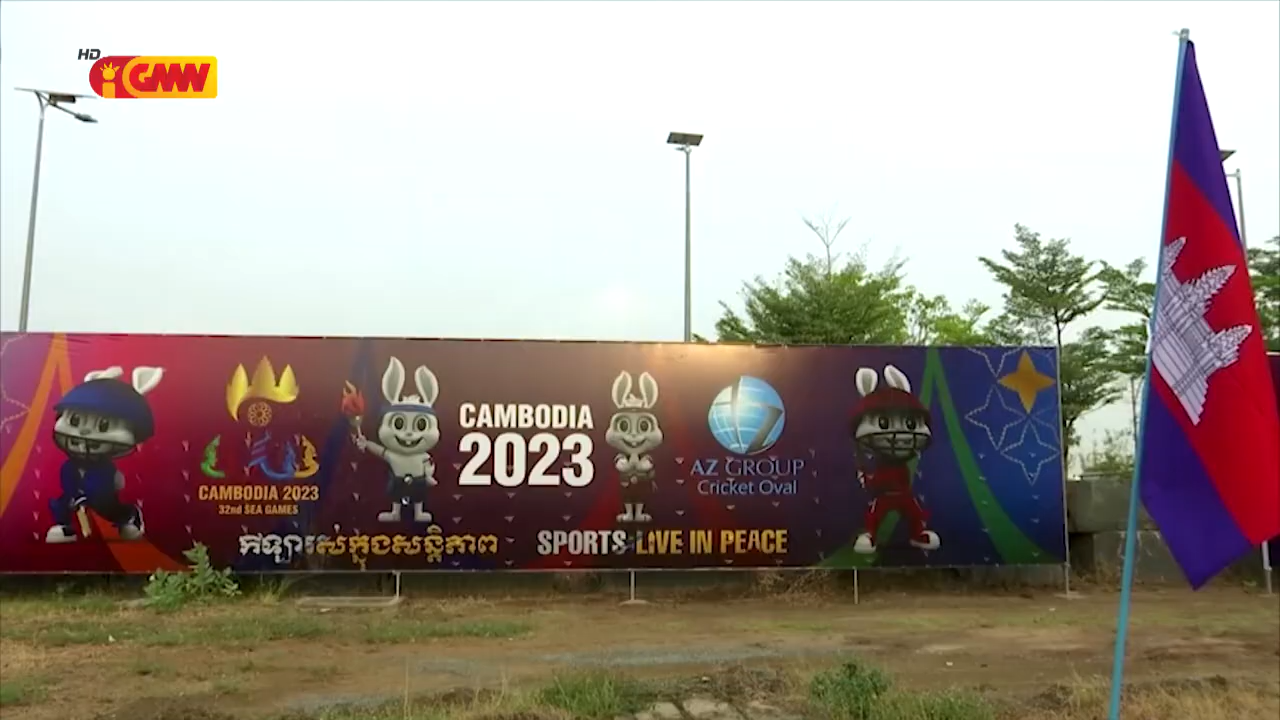 HD
iGMW
CAMBODIA 2023
32nd SEA GAMES
CAMBODIA
2023
AZ GROUP
Cricket Oval
កីឡារស់ក្នុងសន្តិភាព
SPORTS LIVE IN PEACE